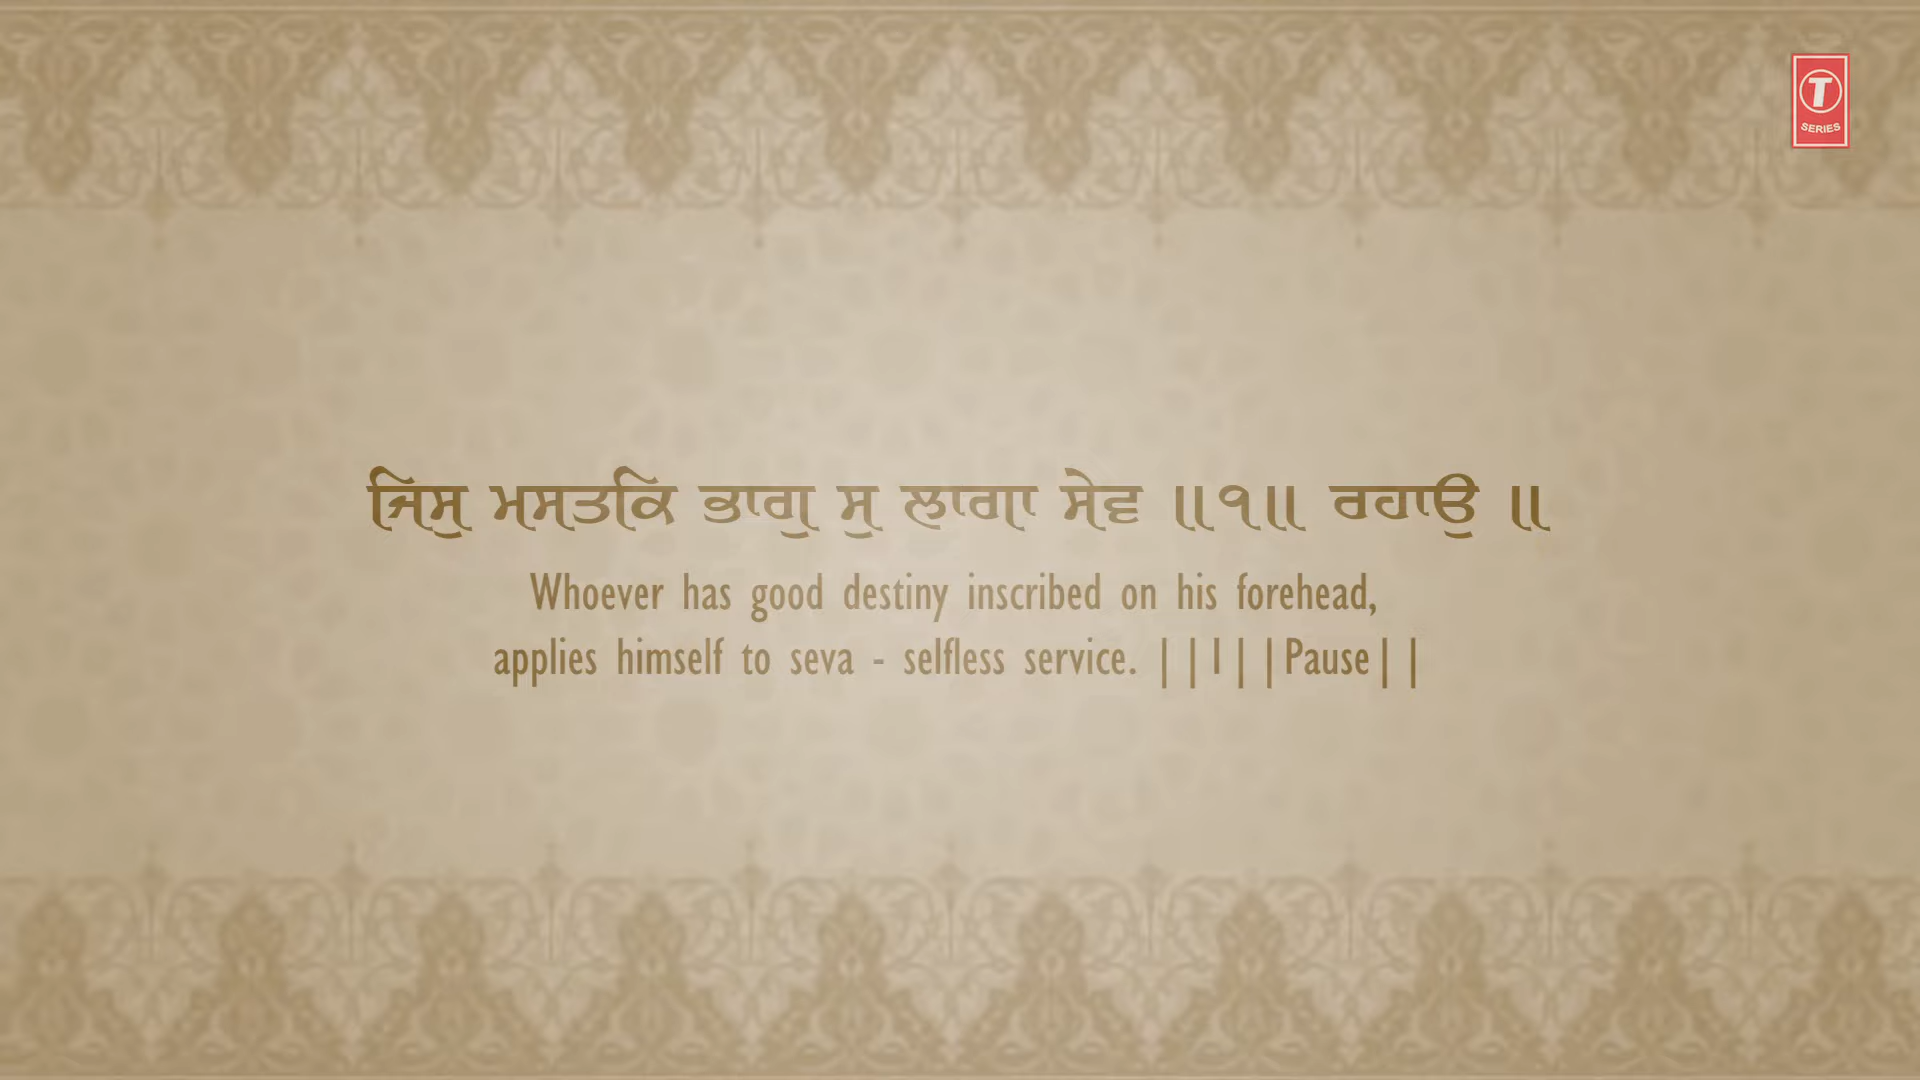 T
SERIES
ਜਿਸੁ ਮਸਤਕਿ ਭਾਗੁ ਸੁ ਲਾਗਾ ਸੇਵ ॥੧॥ ਰਹਾਉ ॥
Whoever has good destiny inscribed on his forehead,
applies himself to seva - selfless service. ||1||Pause||